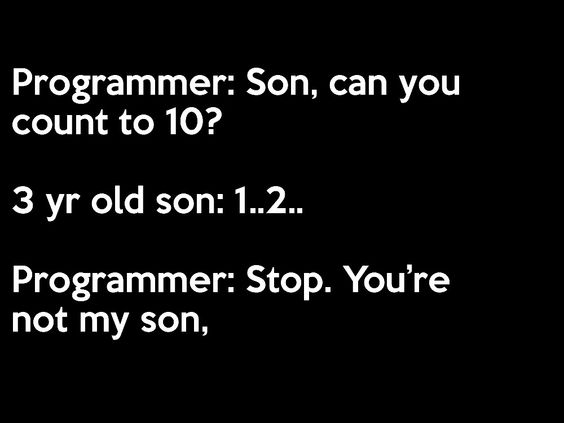 Programmer: Son, can you
count to 10?
3 yr old son: 1..2..
Programmer: Stop. You're
not my son,